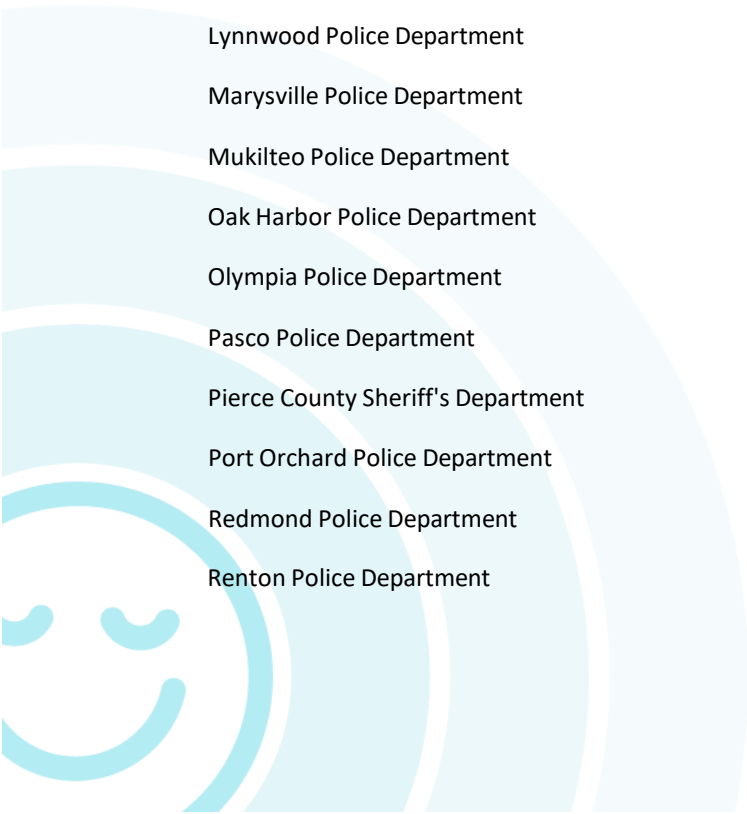 Lynnwood Police Department
Marysville Police Department
Mukilteo Police Department
Oak Harbor Police Department
Olympia Police Department
Pasco Police Department
Pierce County Sheriff's Department
Port Orchard Police Department
Redmond Police Department
Renton Police Department